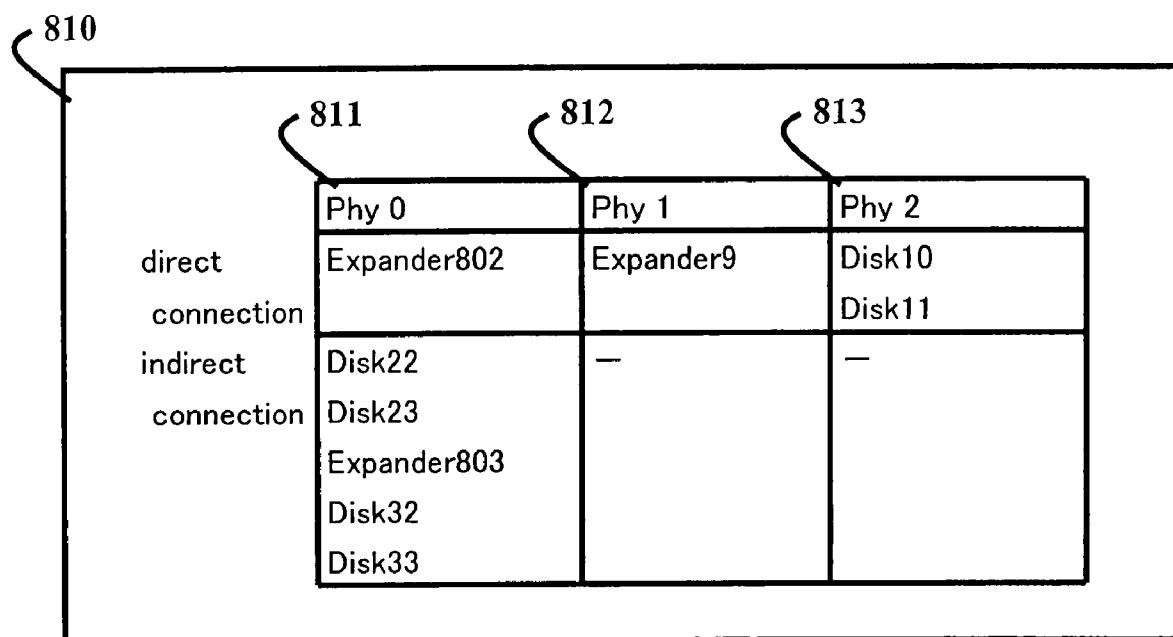 810
811 812 813
Phy 0 Phy 1 Phy 2
direct Expander802 Expander9 Disk10
connection Disk11
indirect Disk22 — —
connection Disk23
Expander803
Disk32
Disk33